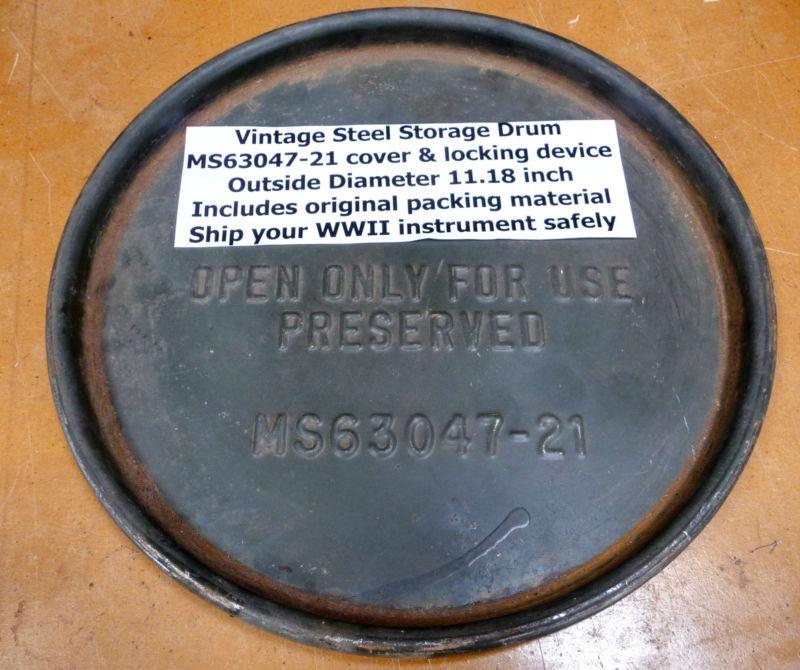 Vintage Steel Storage Drum
MS63047-21 cover & locking device
Outside Diameter 11.18 inch
Includes original packing material
Ship your WWII instrument safely
OPEN ONLY FOR USE
PRESERVED
MS63047-21